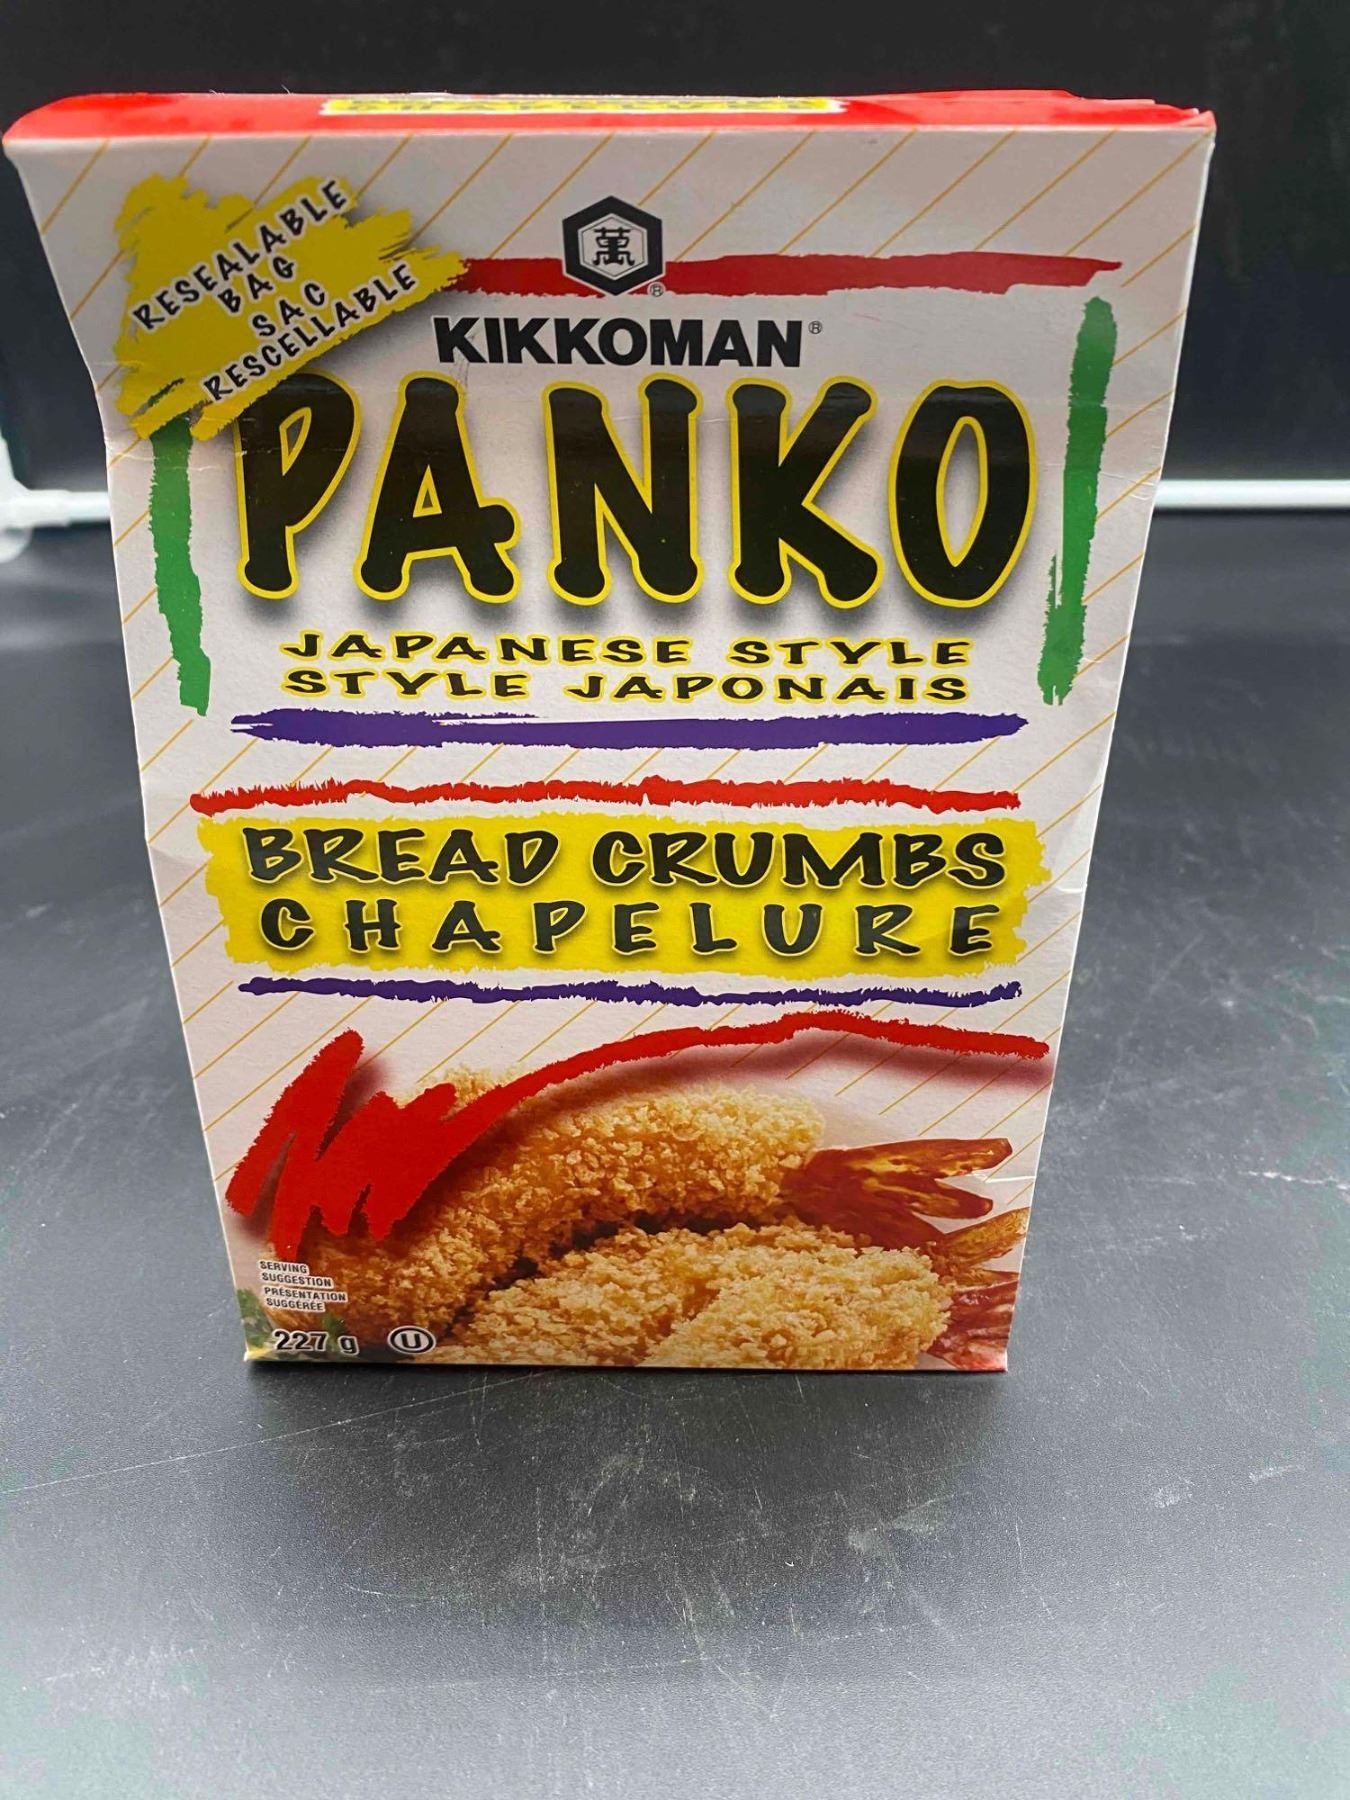 RESEALABLE
BAG
SAC
RESCELLABLE
萬
®
KIKKOMAN®
PANKO
JAPANESE STYLE
STYLE JAPONAIS
BREAD CRUMBS
CHAPELURE
SERVING
SUGGESTION
PRÉSENTATION
SUGGÉRÉE
227 g U